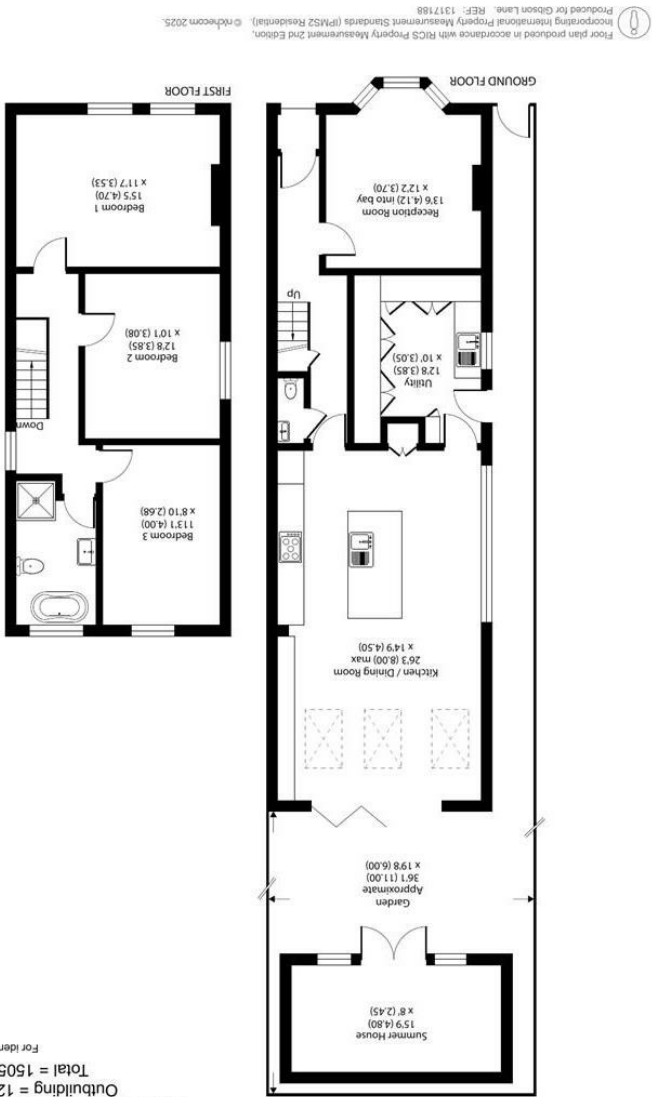 Outbuilding = 12
Total = 1505
For iden
Summer House
15'9 (4.80)
x 8' (2.45)
Garden
Approximate
36'1 (11.00)
x 19'8 (6.00)
Kitchen / Dining Room
26'3 (8.00) max
x 14'9 (4.50)
Utility
12'8 (3.85)
x 10' (3.05)
Up
Reception Room
13'6 (4.12) into bay
x 12'2 (3.70)
GROUND FLOOR
Bedroom 3
13'1 (4.00)
x 8'10 (2.68)
Down
Bedroom 2
12'8 (3.85)
x 10'1 (3.08)
Bedroom 1
15'5 (4.70)
x 11'7 (3.53)
FIRST FLOOR
Floor plan produced in accordance with RICS Property Measurement 2nd Edition,
Incorporating International Property Measurement Standards (IPMS2 Residential). © nichecom 2025.
Produced for Gibson Lane. REF: 1317188